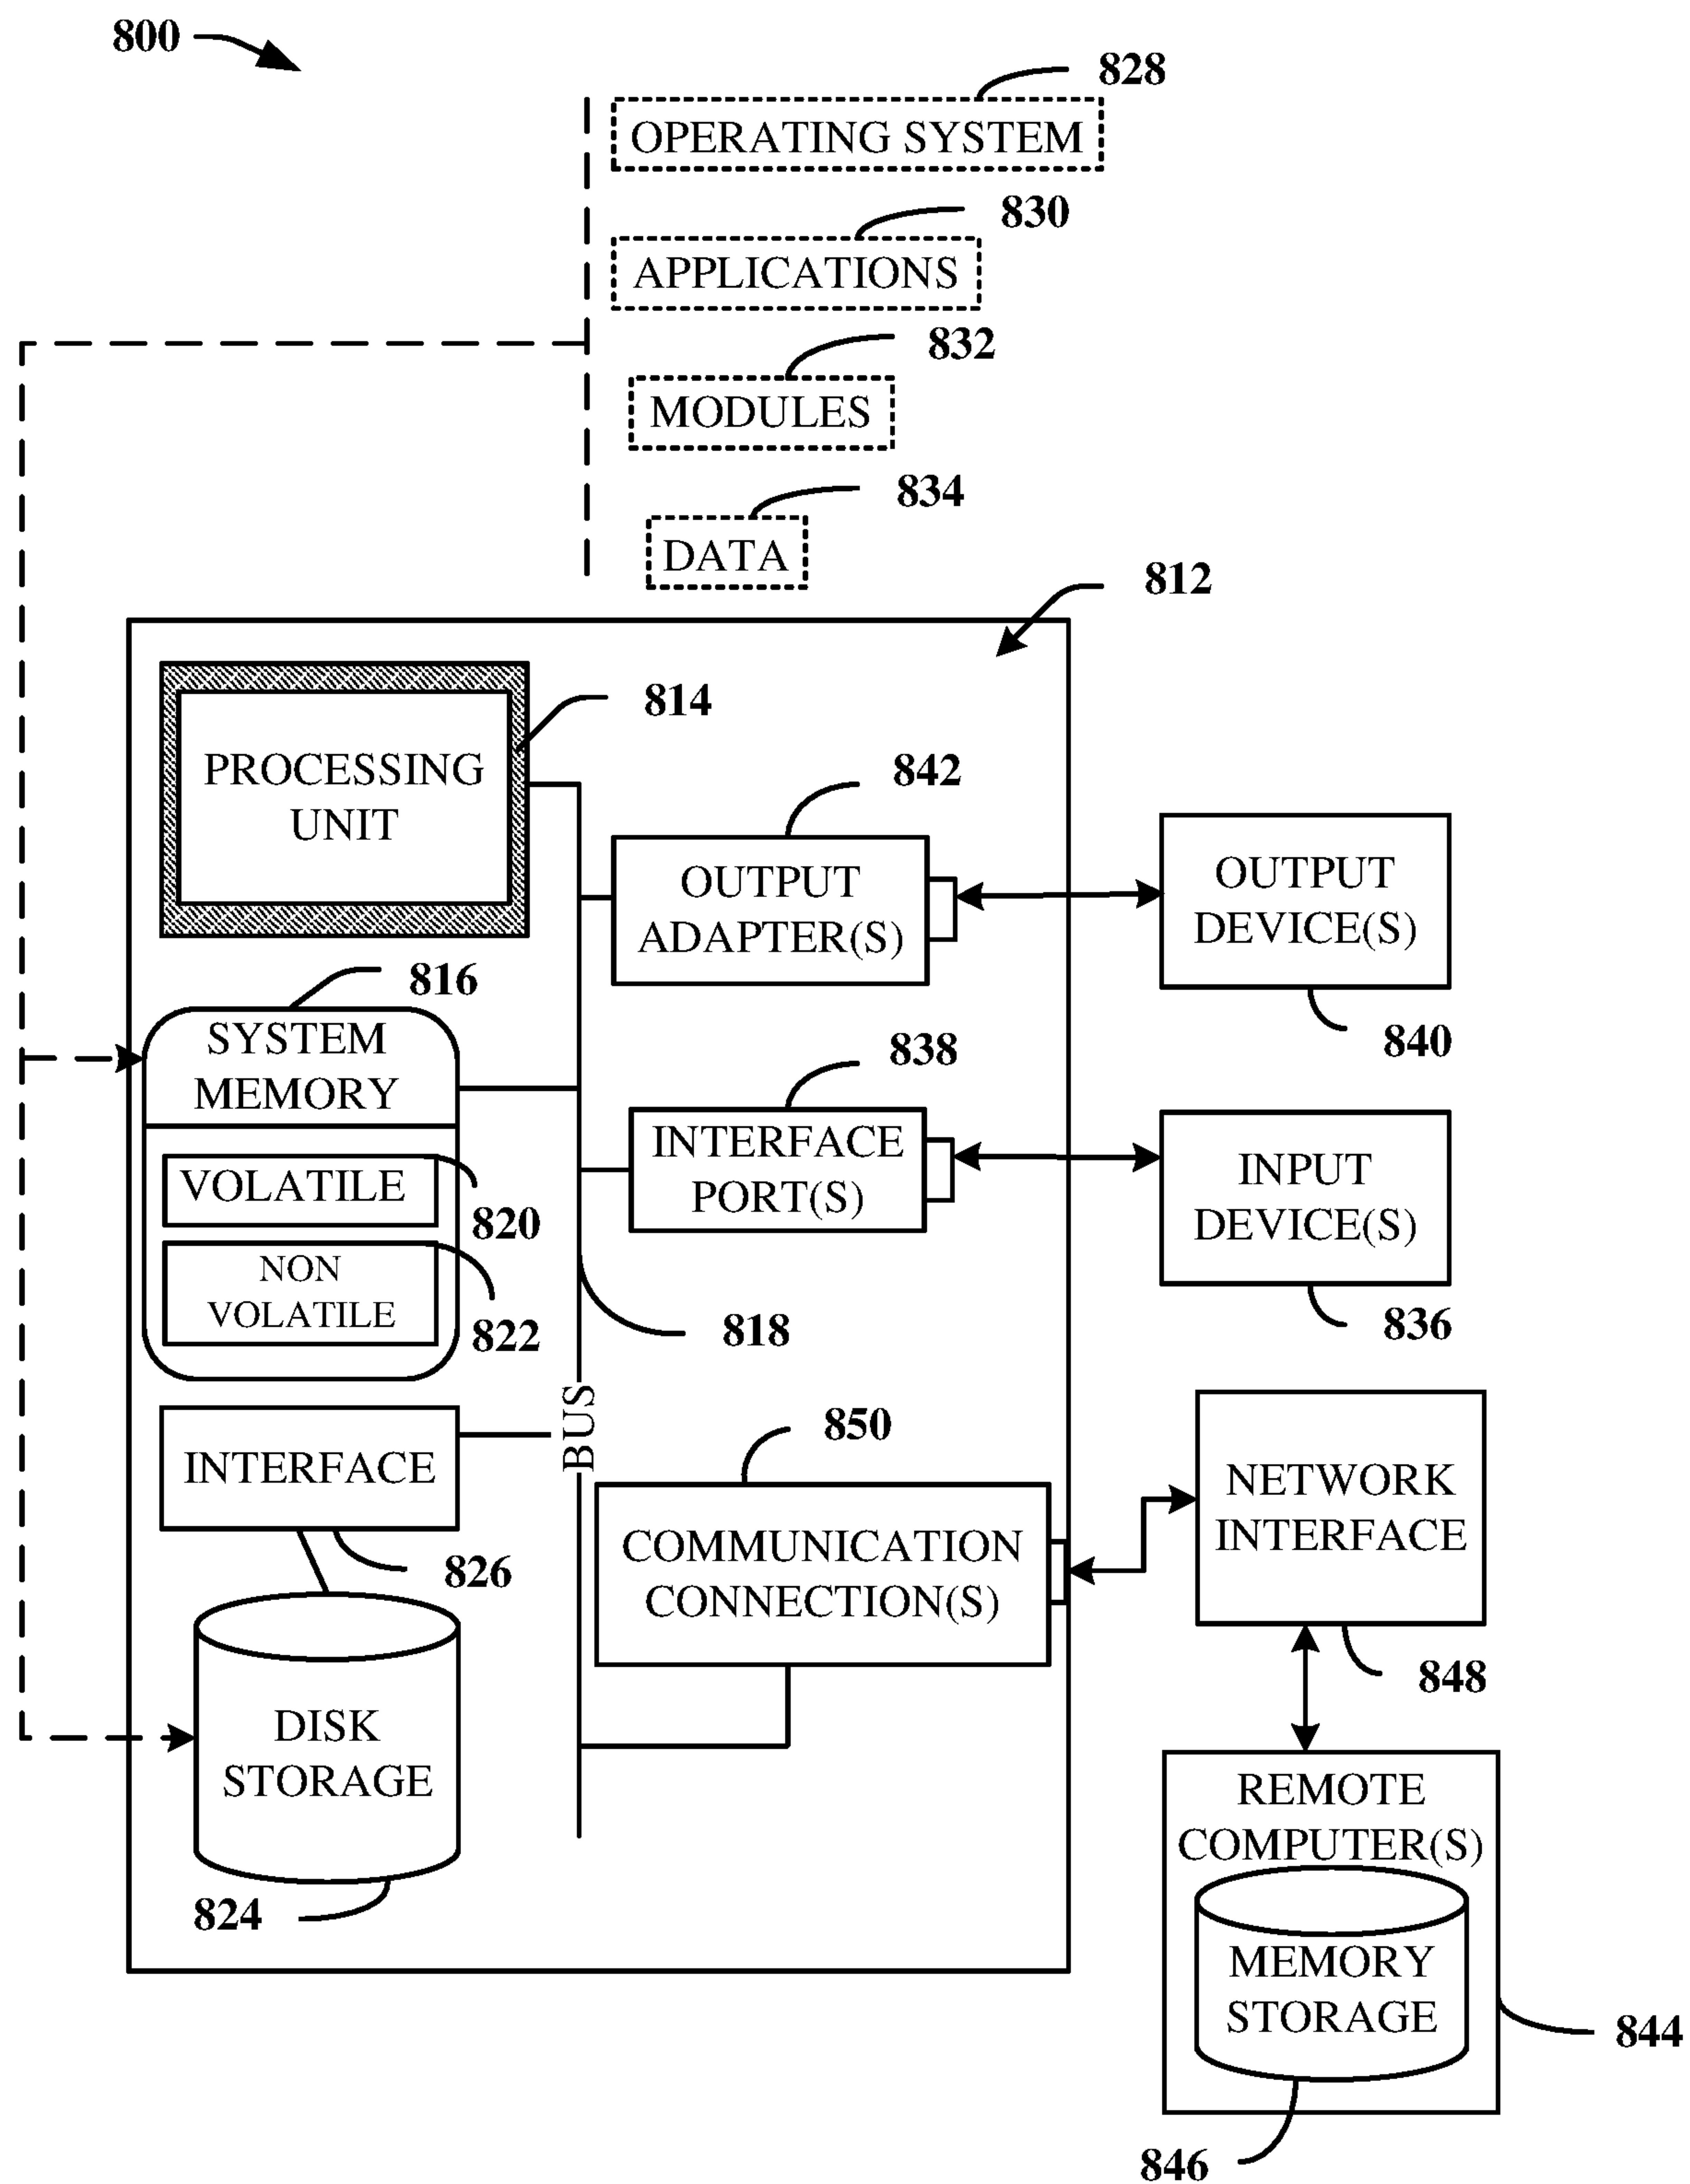 800
828
OPERATING SYSTEM
830
APPLICATIONS
832
MODULES
834
DATA
812
814
PROCESSING
UNIT
842
OUTPUT
ADAPTER(S)
OUTPUT
DEVICE(S)
840
816
SYSTEM
MEMORY
838
INTERFACE
PORT(S)
INPUT
DEVICE(S)
836
VOLATILE
820
NON
VOLATILE
822
818
BUS
INTERFACE
826
850
COMMUNICATION
CONNECTION(S)
NETWORK
INTERFACE
848
DISK
STORAGE
824
REMOTE
COMPUTER(S)
MEMORY
STORAGE
844
846